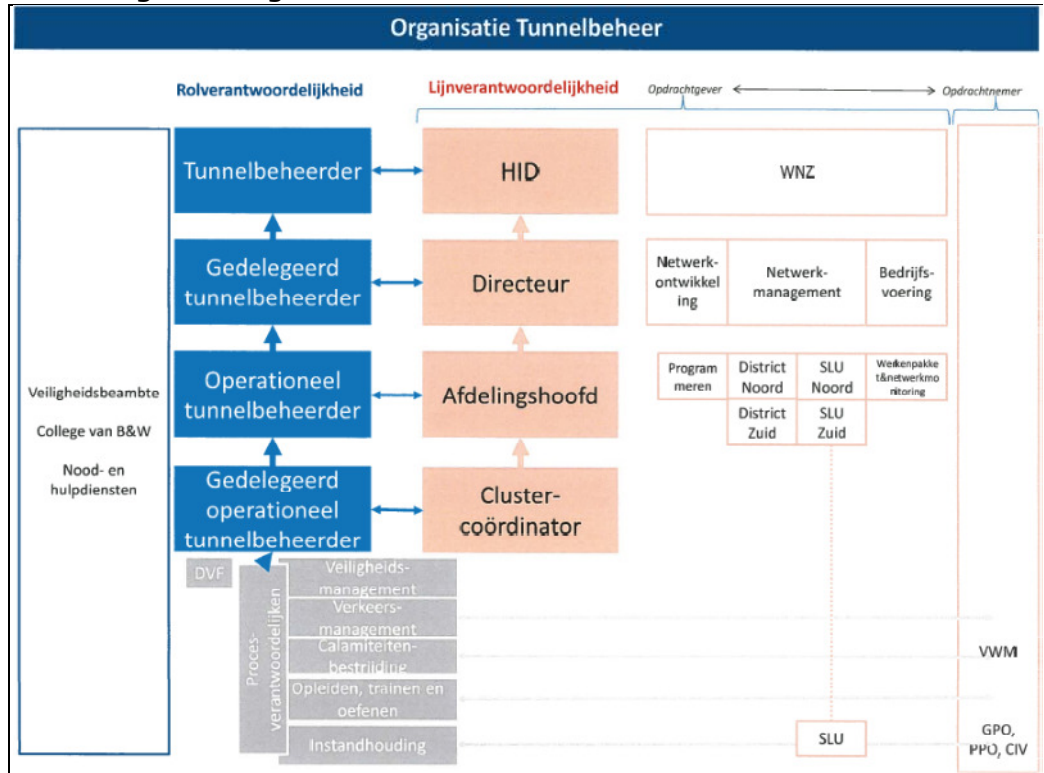 Organisatie Tunnelbeheer
Rolverantwoordelijkheid
Lijnverantwoordelijkheid
Opdrachtgever
Opdrachtnemer
Tunnelbeheerder
HID
WNZ
Gedelegeerd
tunnelbeheerder
Directeur
Netwerk-
ontwikkel
ing
Netwerk-
management
Bedrijfs-
voering
Veiligheidsbeambte
College van B&W
Nood- en
hulpdiensten
Operationeel
tunnelbeheerder
Afdelingshoofd
Program
meren
District
Noord
SLU
Noord
Werkenpakke
t&netwerkmo
nitoring
District
Zuid
SLU
Zuid
Gedelegeerd
operationeel
tunnelbeheerder
Cluster-
coördinator
DVF
Proces-
verantwoordelijken
Veiligheids-
management
Verkeers-
management
Calamiteiten-
bestrijding
Opleiden, trainen en
oefenen
Instandhouding
SLU
VWM
GPO,
PPO, CIV